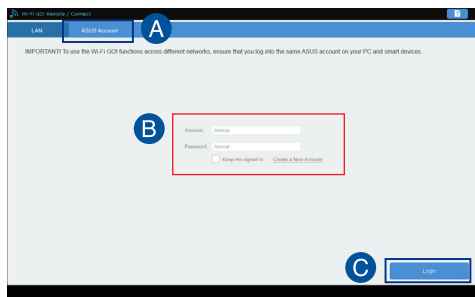 Wi-Fi GO! Remote / Connect
?
LAN
ASUS Account
A
IMPORTANT! To use the Wi-Fi GO! functions across different networks, ensure that you log into the same ASUS account on your PC and smart devices.
B
Account: Normal
Password: Normal
Keep me signed in Create a New Account
C
Login